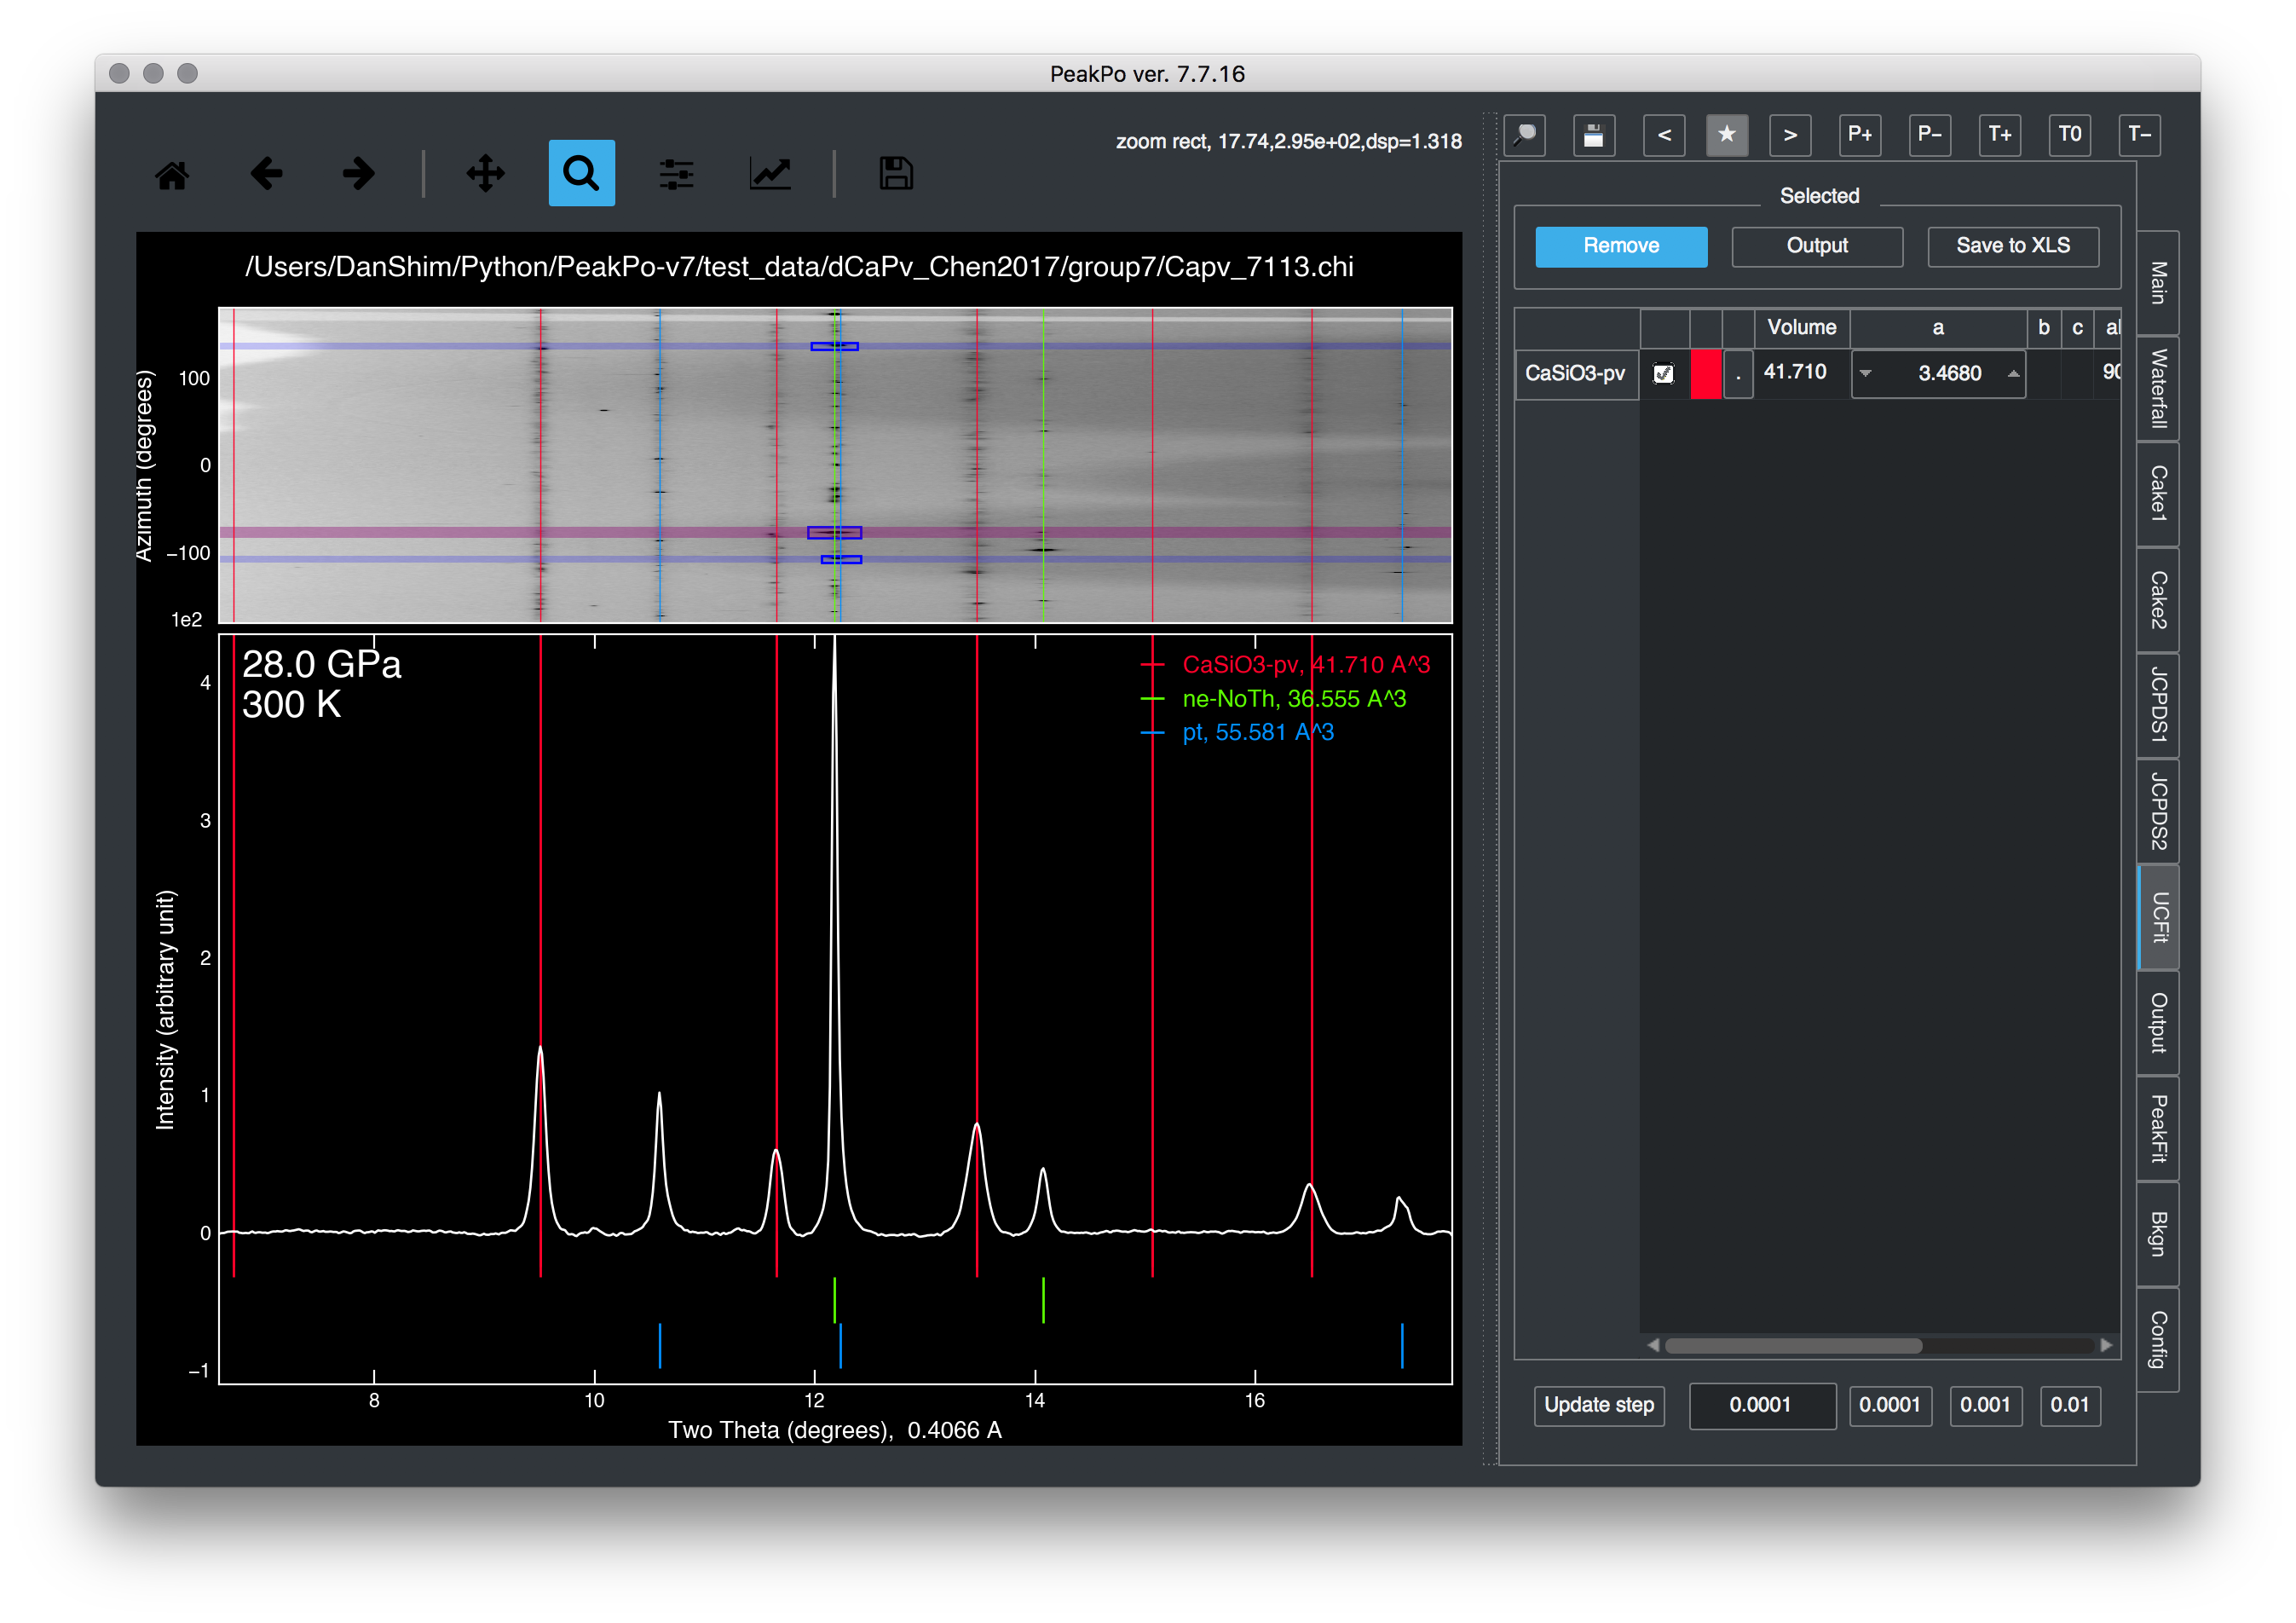 PeakPo ver. 7.7.16
zoom rect, 17.74,2.95e+02,dsp=1.318
< ★ > P+ P− T+ T0 T−
/Users/DanShim/Python/PeakPo-v7/test_data/dCaPv_Chen2017/group7/Capv_7113.chi
Azimuth (degrees)
100
0
−100
1e2
28.0 GPa
300 K
CaSiO3-pv, 41.710 A^3
ne-NoTh, 36.555 A^3
pt, 55.581 A^3
Intensity (arbitrary unit)
4
3
2
1
0
−1
8 10 12 14 16
Two Theta (degrees), 0.4066 A
Selected
Remove Output Save to XLS
Volume a b c al
CaSiO3-pv . 41.710 3.4680 90
Update step 0.0001 0.0001 0.001 0.01
Main
Waterfall
Cake1
Cake2
JCPDS1
JCPDS2
UCFit
Output
PeakFit
Bkgn
Config